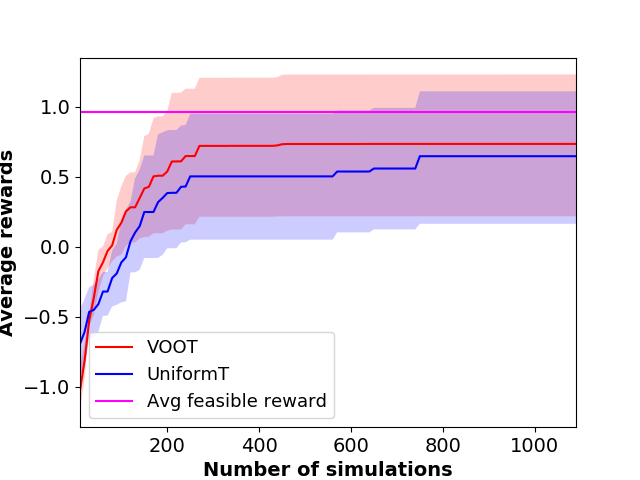 1.0
0.5
0.0
−0.5
−1.0
Average rewards
VOOT
UniformT
Avg feasible reward
200 400 600 800 1000
Number of simulations